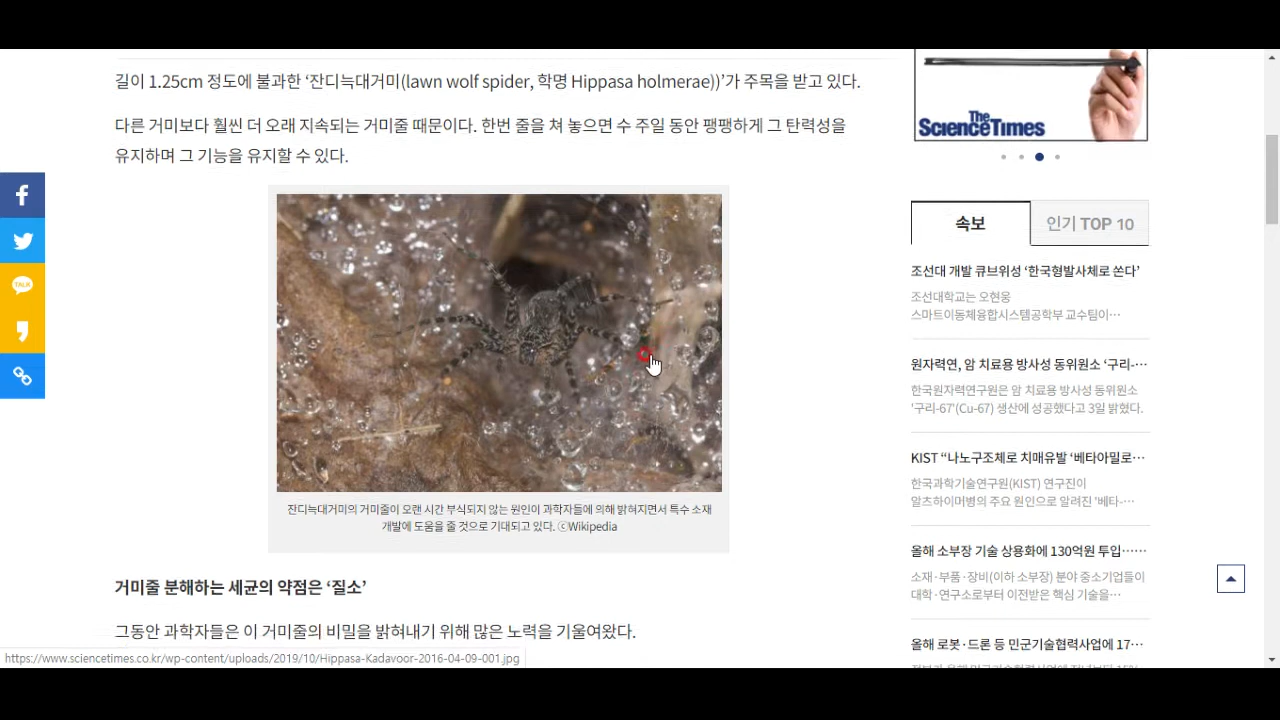 길이 1.25cm 정도에 불과한 ‘잔디늑대거미(lawn wolf spider, 학명 Hippasa holmerae))’가 주목을 받고 있다.
다른 거미보다 훨씬 더 오래 지속되는 거미줄 때문이다. 한번 줄을 쳐 놓으면 수 주일 동안 팽팽하게 그 탄력성을
유지하며 그 기능을 유지할 수 있다.
TALK
잔디늑대거미의 거미줄이 오랜 시간 부식되지 않는 원인이 과학자들에 의해 밝혀지면서 특수 소재
개발에 도움을 줄 것으로 기대되고 있다. ⓒWikipedia
거미줄 분해하는 세균의 약점은 ‘질소’
그동안 과학자들은 이 거미줄의 비밀을 밝혀내기 위해 많은 노력을 기울여왔다.
https://www.sciencetimes.co.kr/wp-content/uploads/2019/10/Hippasa-Kadavoor-2016-04-09-001.jpg
The
ScienceTimes
속보
인기 TOP 10
조선대 개발 큐브위성 ‘한국형발사체로 쏜다’
조선대학교는 오현웅
스마트이동체융합시스템공학부 교수팀이…
원자력연, 암 치료용 방사성 동위원소 ‘구리-…
한국원자력연구원은 암 치료용 방사성 동위원소
'구리-67'(Cu-67) 생산에 성공했다고 3일 밝혔다.
KIST “나노구조체로 치매유발 ‘베타아밀로…
한국과학기술연구원(KIST) 연구진이
알츠하이머병의 주요 원인으로 알려진 '베타-…
올해 소부장 기술 상용화에 130억원 투입……
소재·부품·장비(이하 소부장) 분야 중소기업들이
대학·연구소로부터 이전받은 핵심 기술을…
올해 로봇·드론 등 민군기술협력사업에 17…